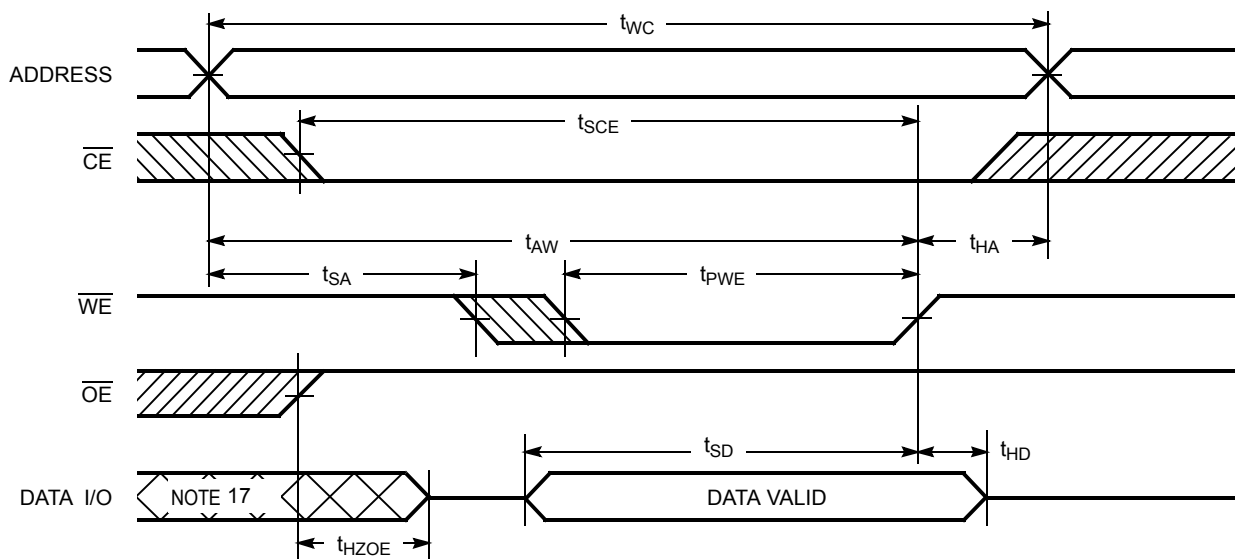 tWC
ADDRESS
tSCE
CE
tAW
tHA
tSA
tPWE
WE
OE
tSD
tHD
DATA I/O
NOTE 17
DATA VALID
tHZOE